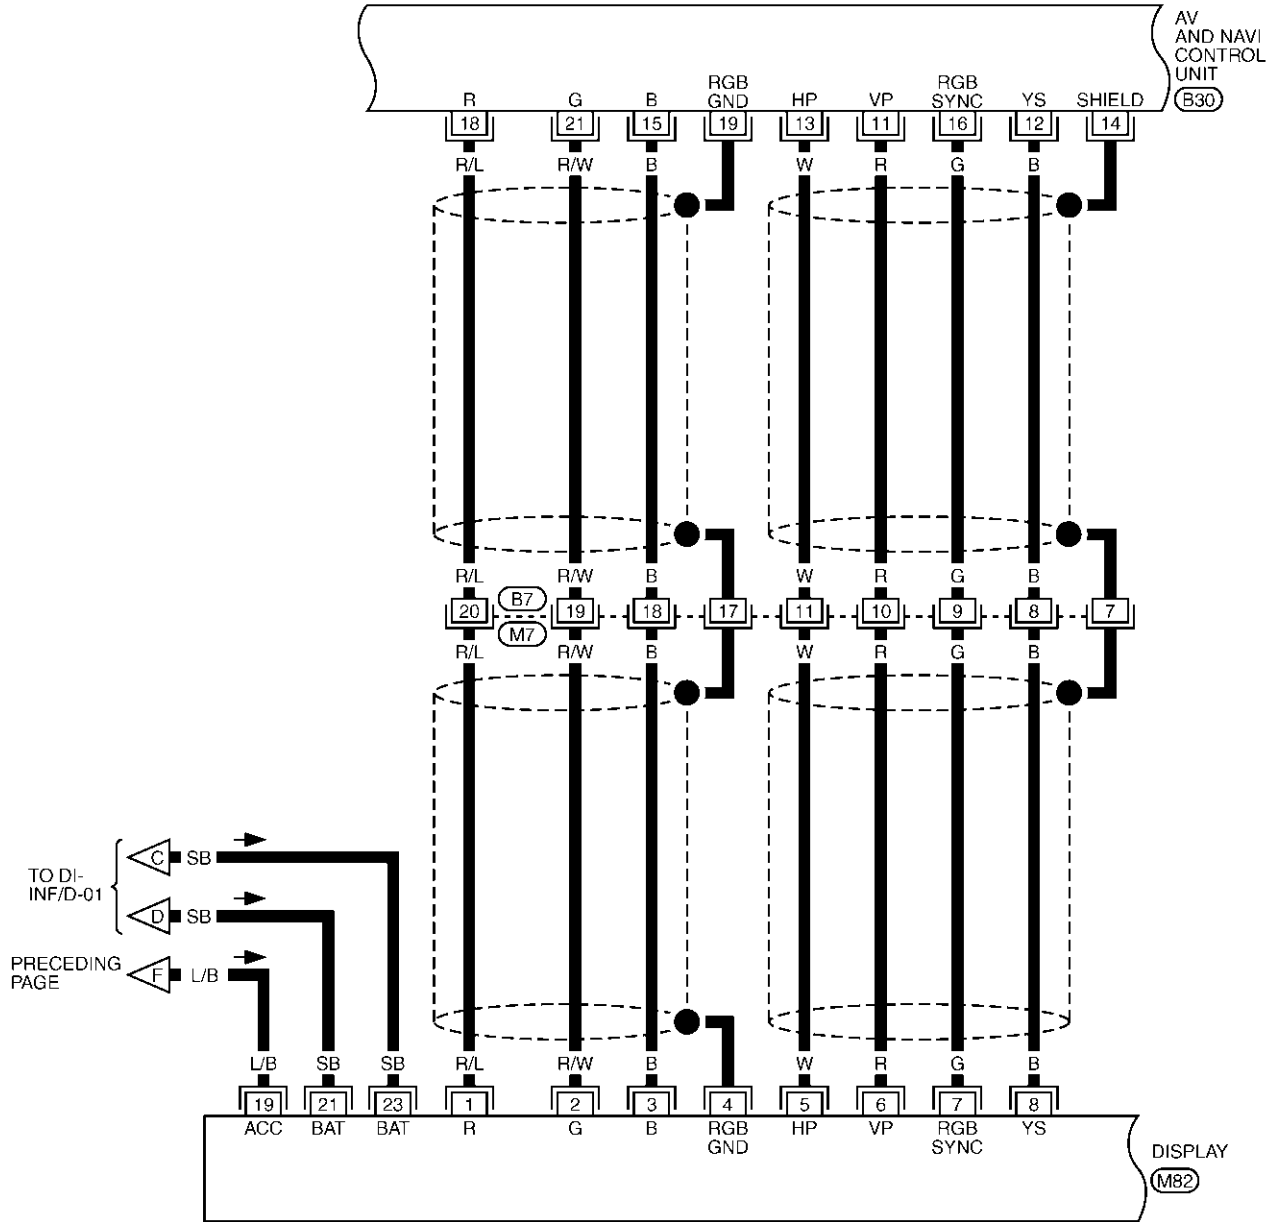 AV
AND NAVI
CONTROL
UNIT
B30
R G B RGB GND HP VP RGB SYNC YS SHIELD
18 21 15 19 13 11 16 12 14
R/L R/W B W R G B
R/L R/W B W R G B
B7
20 19 18 17 11 10 9 8 7
M7
R/L R/W B W R G B
TO DI-
INF/D-01
C SB
D SB
PRECEDING
PAGE
F L/B
L/B SB SB R/L R/W B W R G B
19 21 23 1 2 3 4 5 6 7 8
ACC BAT BAT R G B RGB GND HP VP RGB SYNC YS
DISPLAY
M82